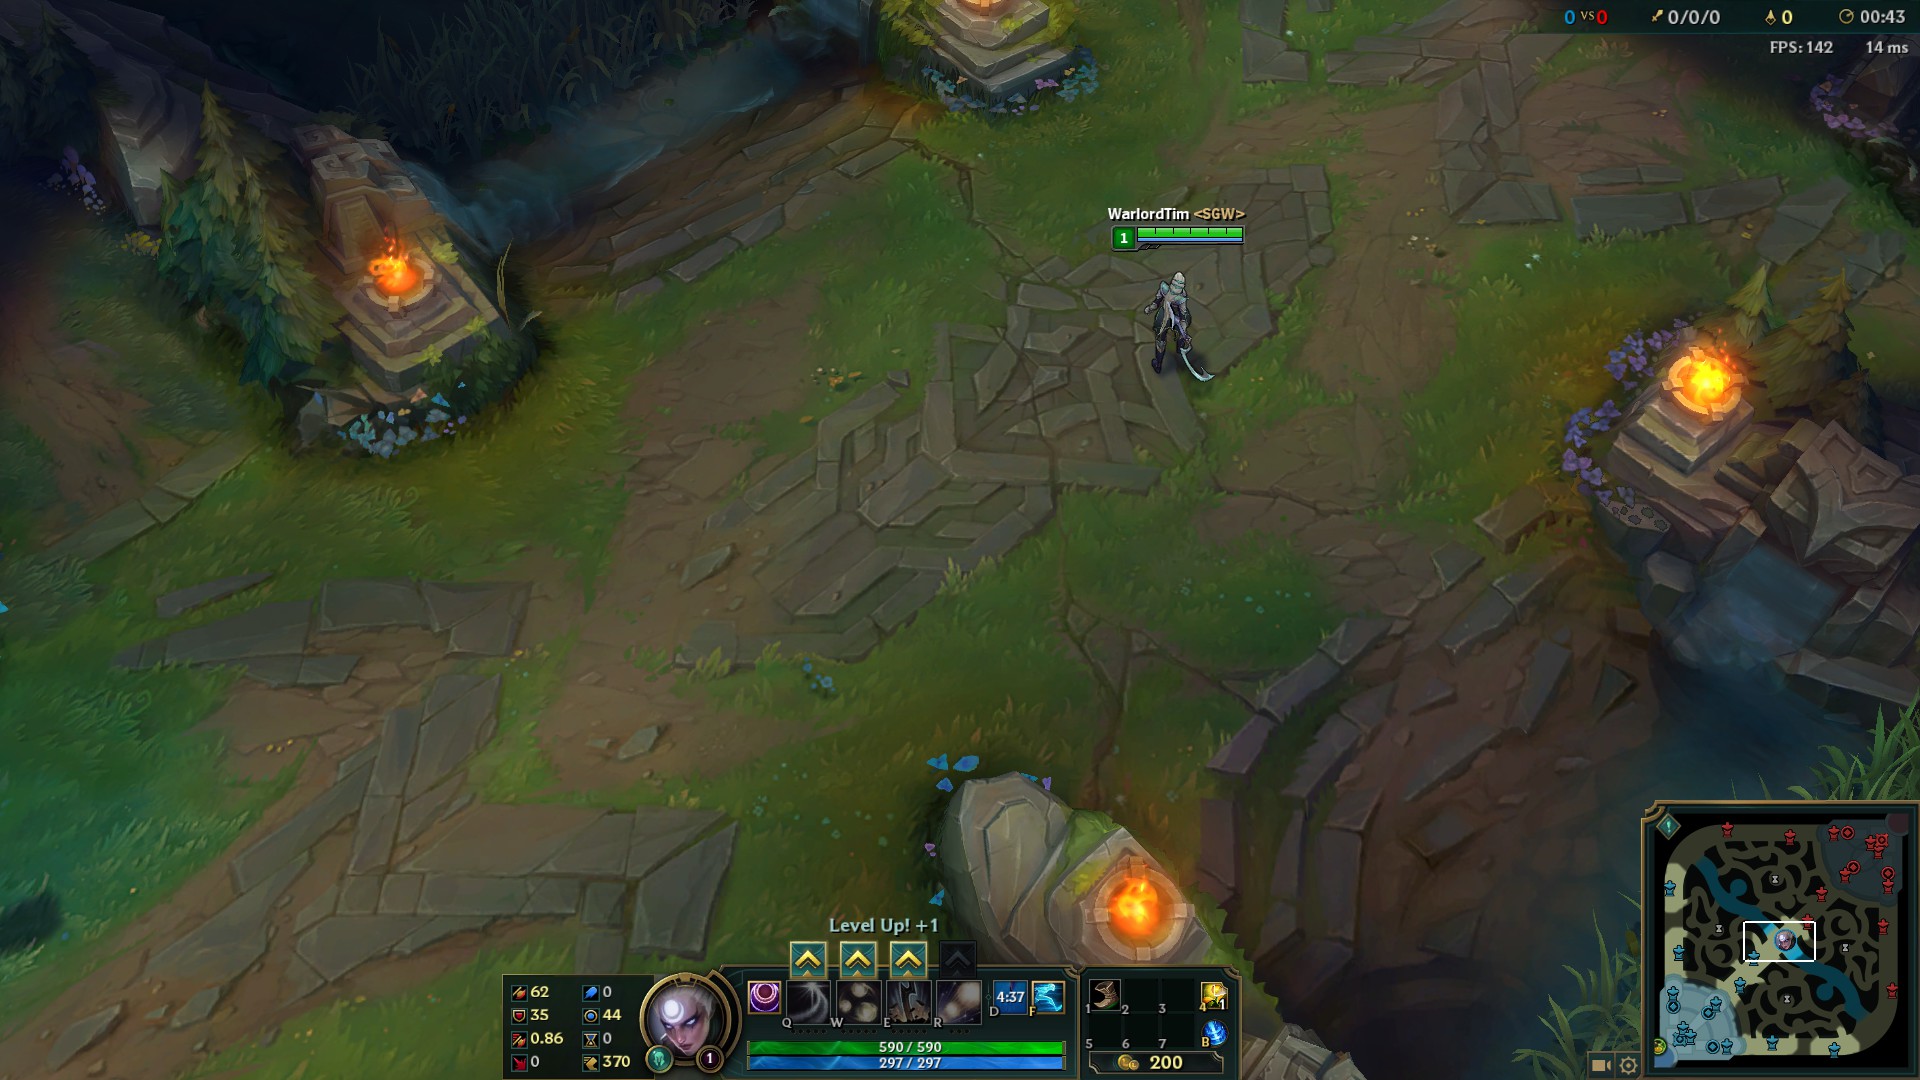 0 VS 0 0/0/0 0 00:43
FPS: 142 14 ms
WarlordTim <SGW>
1
Level Up! +1
62 0
35 44
0.86 0
0 370
1
Q W E R
4:37
D F
1 2 3 4 1
5 6 7 B
590 / 590
297 / 297
200